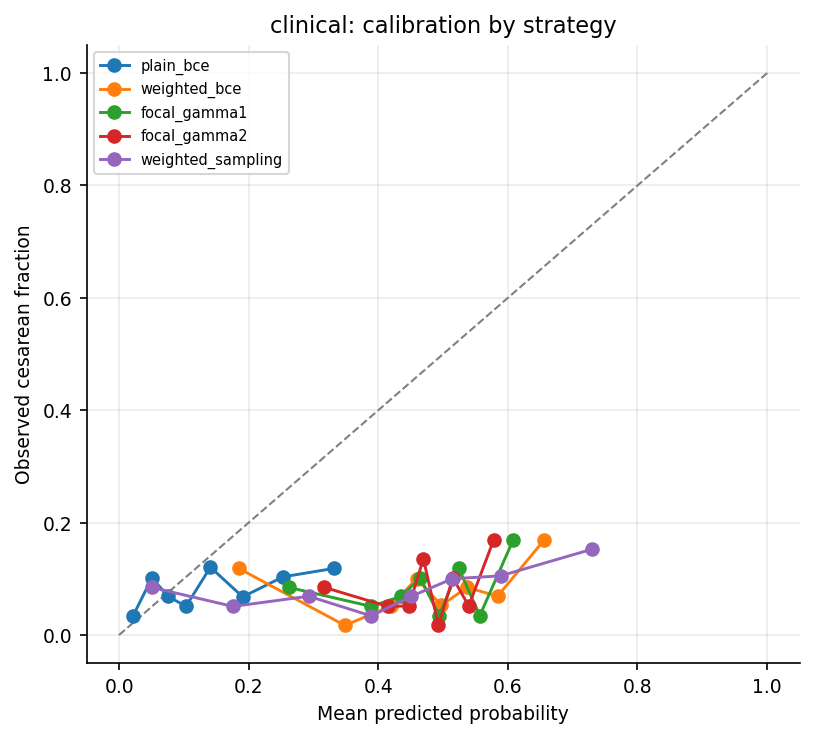 clinical: calibration by strategy
plain_bce
weighted_bce
focal_gamma1
focal_gamma2
weighted_sampling
Observed cesarean fraction
1.0
0.8
0.6
0.4
0.2
0.0
0.0 0.2 0.4 0.6 0.8 1.0
Mean predicted probability